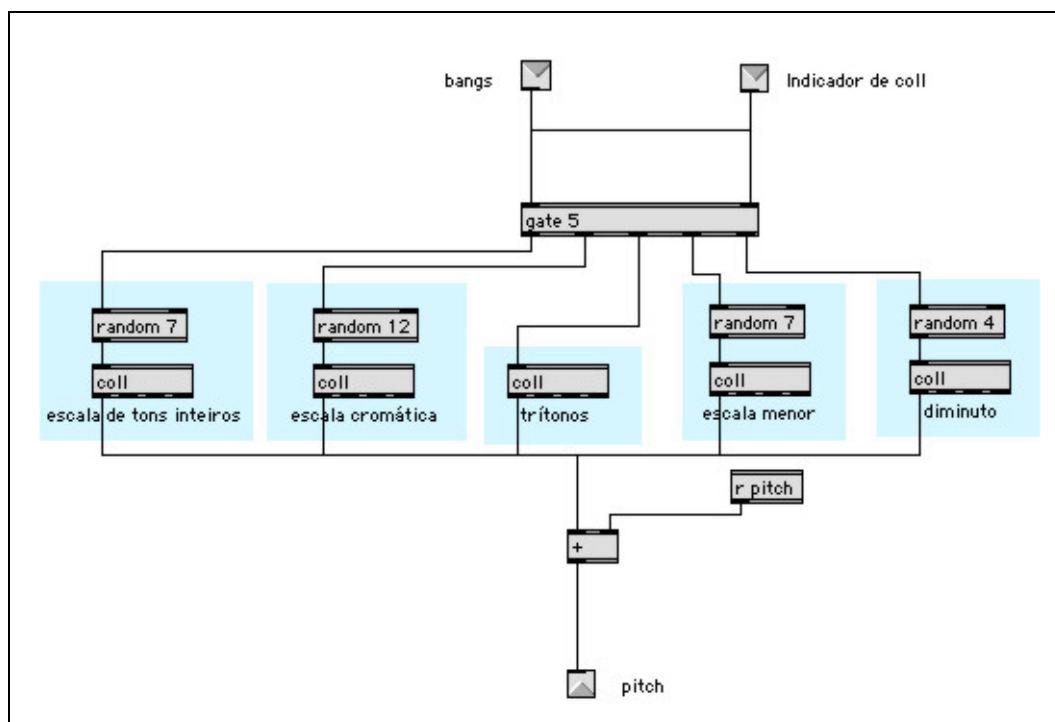 bangs
Indicador de coll
gate 5
random 7
random 12
random 7
random 4
coll
coll
coll
coll
coll
escala de tons inteiros
escala cromática
trítonos
escala menor
diminuto
r pitch
+
pitch